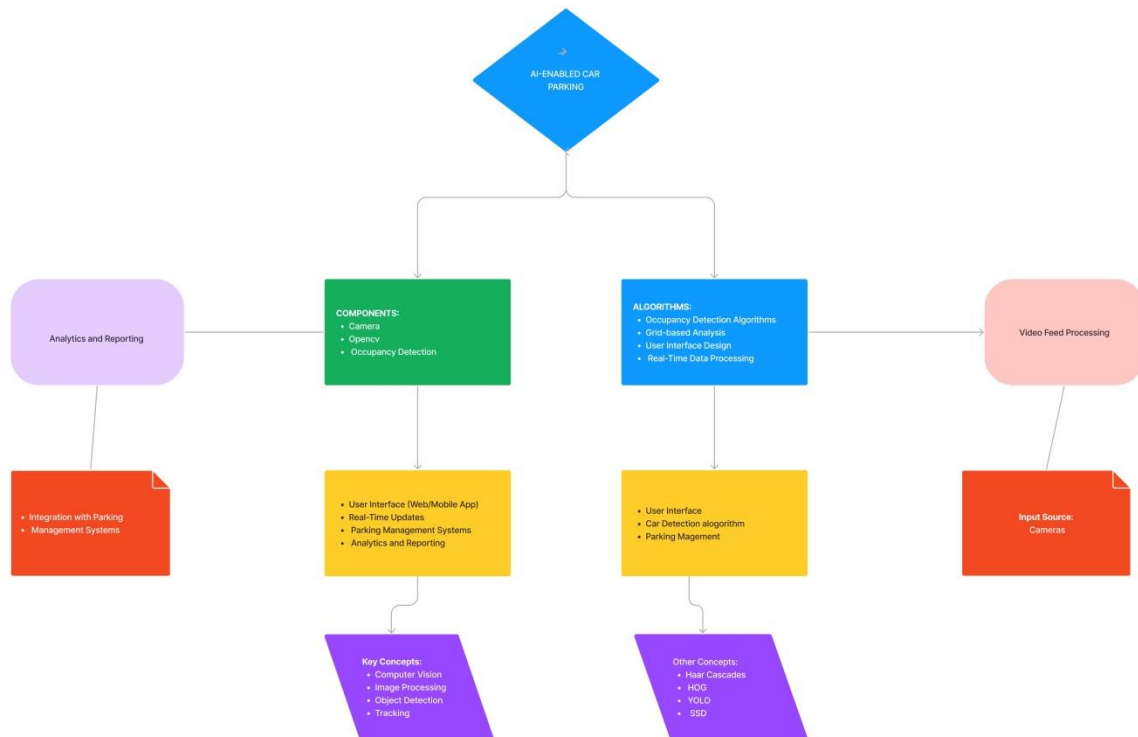 AI-ENABLED CAR
PARKING
Analytics and Reporting
COMPONENTS:
• Camera
• Opencv
• Occupancy Detection
ALGORITHMS:
• Occupancy Detection Algorithms
• Grid-based Analysis
• User Interface Design
• Real-Time Data Processing
Video Feed Processing
• Integration with Parking
• Management Systems
• User Interface (Web/Mobile App)
• Real-Time Updates
• Parking Management Systems
• Analytics and Reporting
• User Interface
• Car Detection alogorithm
• Parking Magement
Input Source:
Cameras
Key Concepts:
• Computer Vision
• Image Processing
• Object Detection
• Tracking
Other Concepts:
• Haar Cascades
• HOG
• YOLO
• SSD